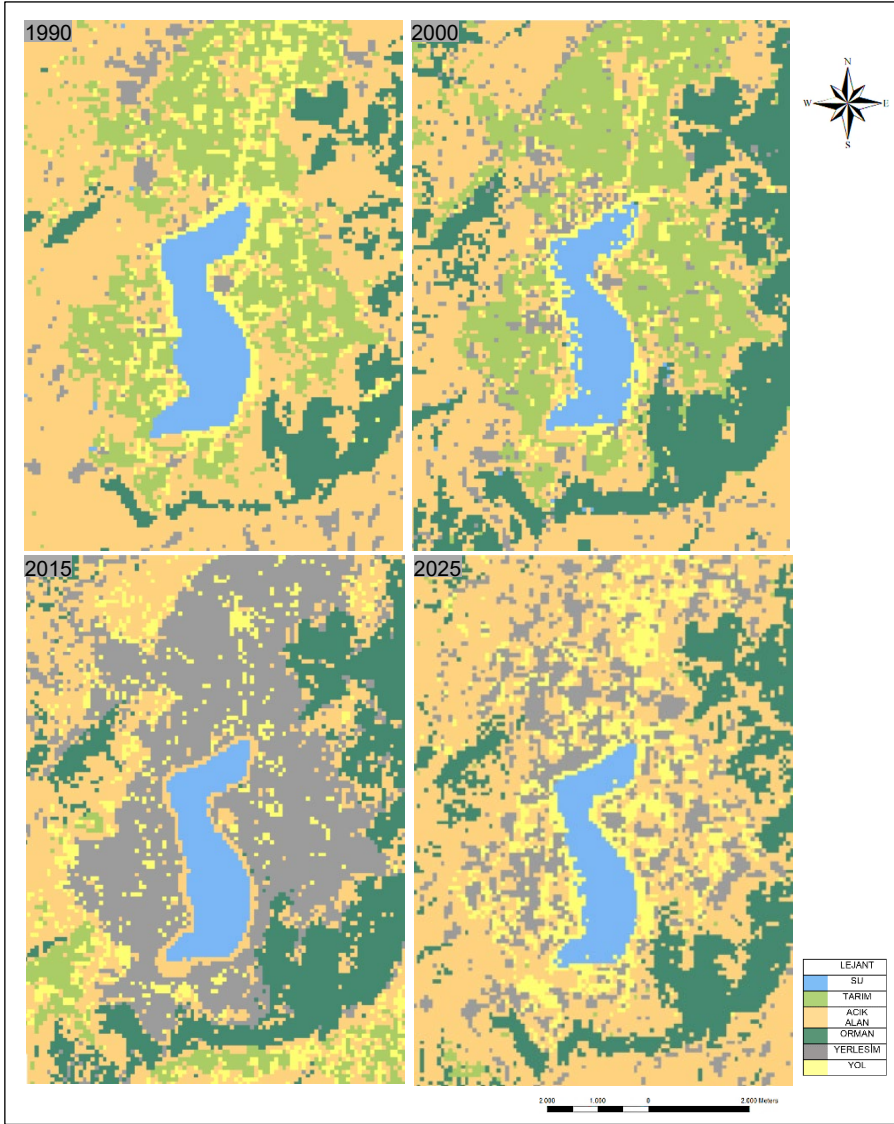 1990
2000
N
W
E
S
2015
2025
LEJANT
SU
TARIM
ACIK
ALAN
ORMAN
YERLESİM
YOL
2.000 1.000 0 2.000 Meters